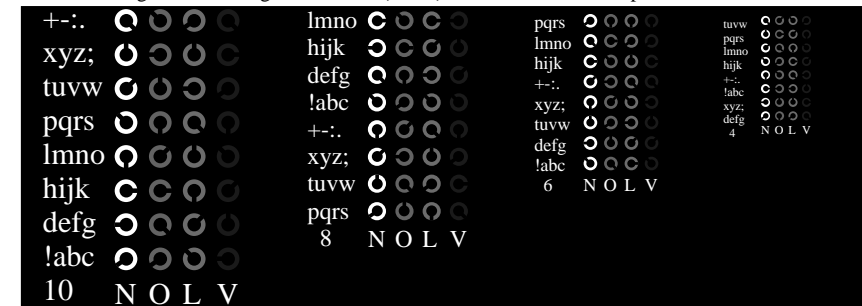 +-:.
xyz;
tuvw
pqrs
lmno
hijk
defg
!abc
10 N O L V
lmno
hijk
defg
!abc
+-:.
xyz;
tuvw
pqrs
8 N O L V
pqrs
lmno
hijk
+-:.
xyz;
tuvw
defg
!abc
6 N O L V
tuvw
pqrs
lmno
hijk
+-:.
!abc
xyz;
defg
4 N O L V